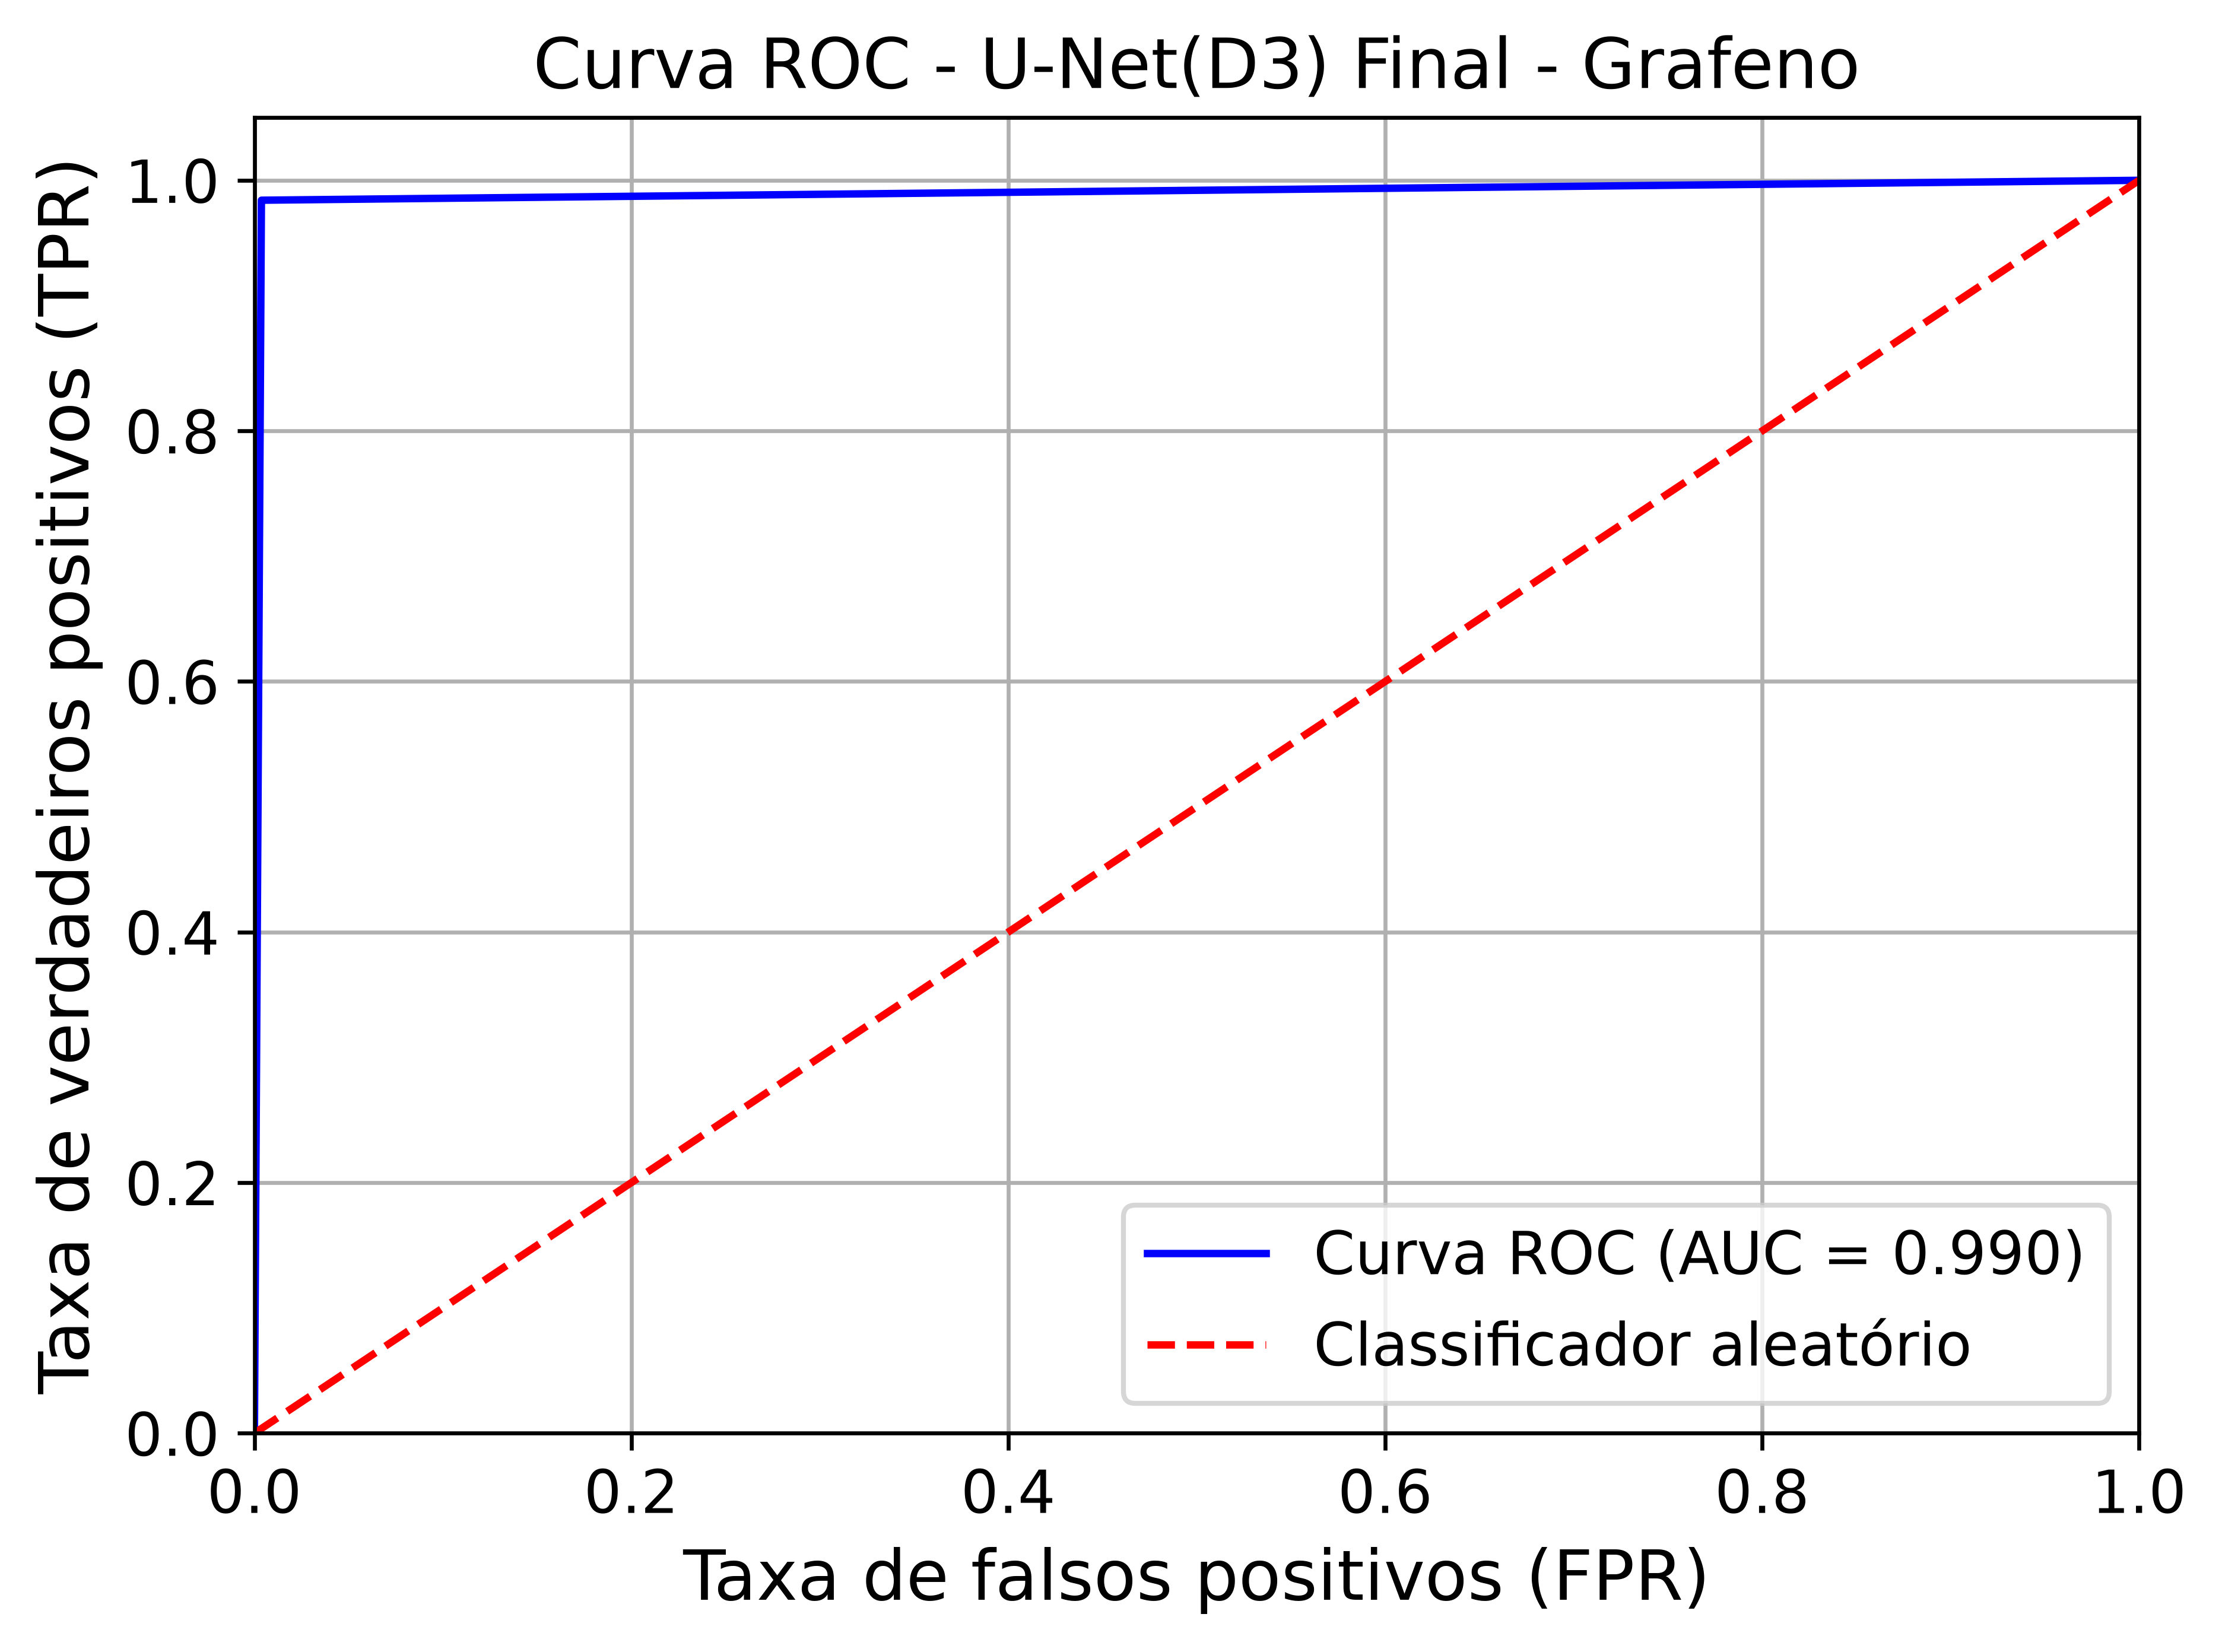 Curva ROC - U-Net(D3) Final - Grafeno
Taxa de verdadeiros positivos (TPR)
1.0
0.8
0.6
0.4
0.2
0.0
0.0 0.2 0.4 0.6 0.8 1.0
Taxa de falsos positivos (FPR)
Curva ROC (AUC = 0.990)
Classificador aleatório